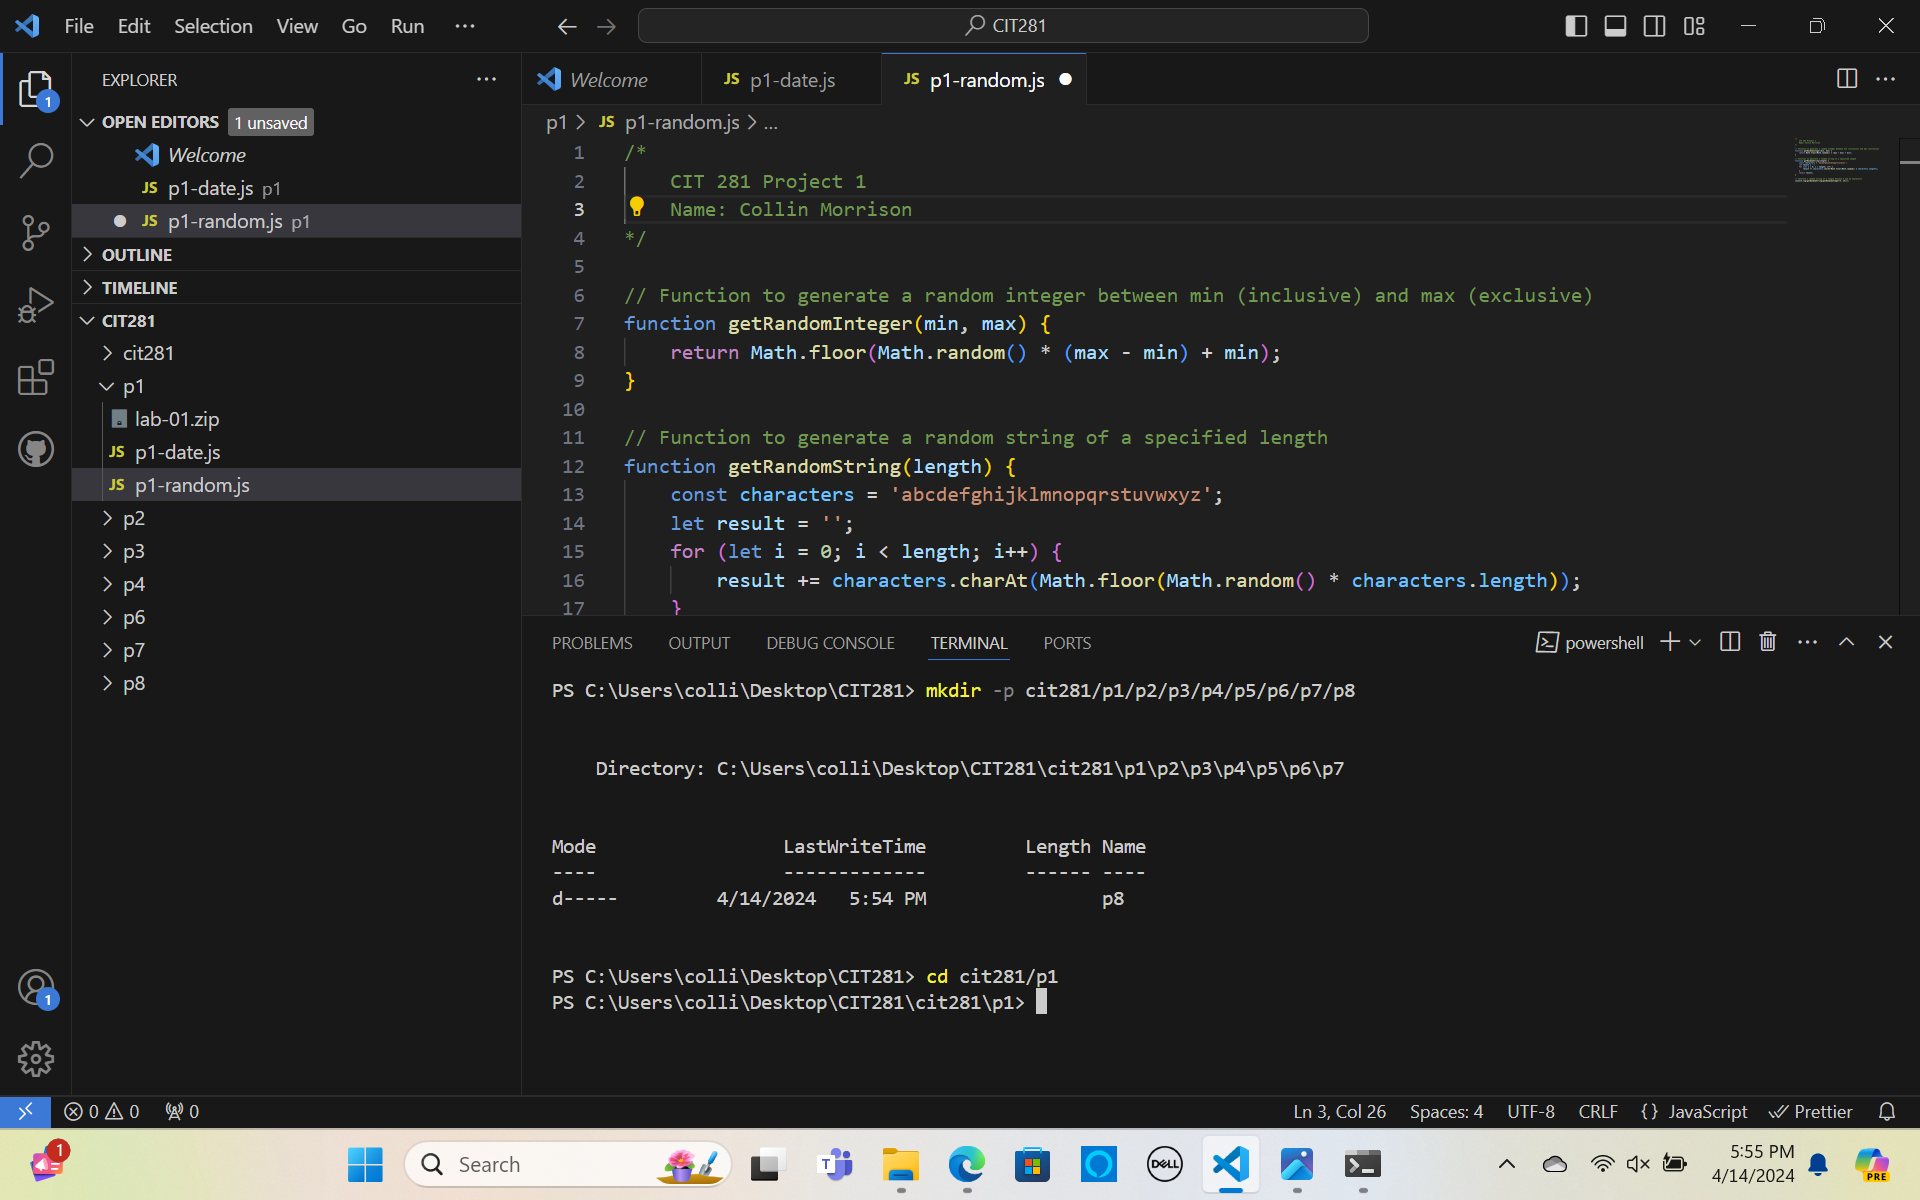 File Edit Selection View Go Run ...
CIT281
EXPLORER ...
OPEN EDITORS 1 unsaved
Welcome
JS p1-date.js p1
JS p1-random.js p1
OUTLINE
TIMELINE
CIT281
cit281
p1
lab-01.zip
JS p1-date.js
JS p1-random.js
p2
p3
p4
p6
p7
p8
1
1
Welcome
JS p1-date.js
JS p1-random.js
p1 > JS p1-random.js > ...
1 /*
2 CIT 281 Project 1
3 Name: Collin Morrison
4 */
5
6 // Function to generate a random integer between min (inclusive) and max (exclusive)
7 function getRandomInteger(min, max) {
8 return Math.floor(Math.random() * (max - min) + min);
9 }
10
11 // Function to generate a random string of a specified length
12 function getRandomString(length) {
13 const characters = 'abcdefghijklmnopqrstuvwxyz';
14 let result = '';
15 for (let i = 0; i < length; i++) {
16 result += characters.charAt(Math.floor(Math.random() * characters.length));
17 }
PROBLEMS OUTPUT DEBUG CONSOLE TERMINAL PORTS
powershell
PS C:\Users\colli\Desktop\CIT281> mkdir -p cit281/p1/p2/p3/p4/p5/p6/p7/p8
Directory: C:\Users\colli\Desktop\CIT281\cit281\p1\p2\p3\p4\p5\p6\p7
Mode LastWriteTime Length Name
---- ------------- ------ ----
d----- 4/14/2024 5:54 PM p8
PS C:\Users\colli\Desktop\CIT281> cd cit281/p1
PS C:\Users\colli\Desktop\CIT281\cit281\p1>
0 0 0
Ln 3, Col 26 Spaces: 4 UTF-8 CRLF {} JavaScript Prettier
1
Search
T
DELL
5:55 PM
4/14/2024
PRE